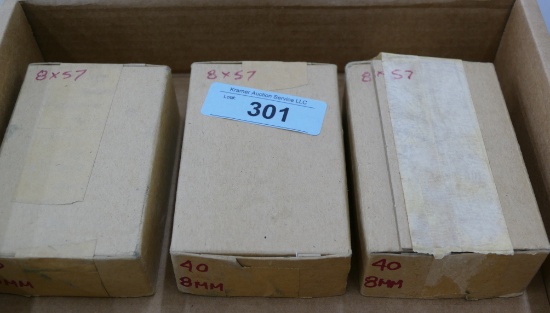 8x57
8x57
8x57
Kramer Auction Service LLC
Lot#
301
40
8MM
40
8MM